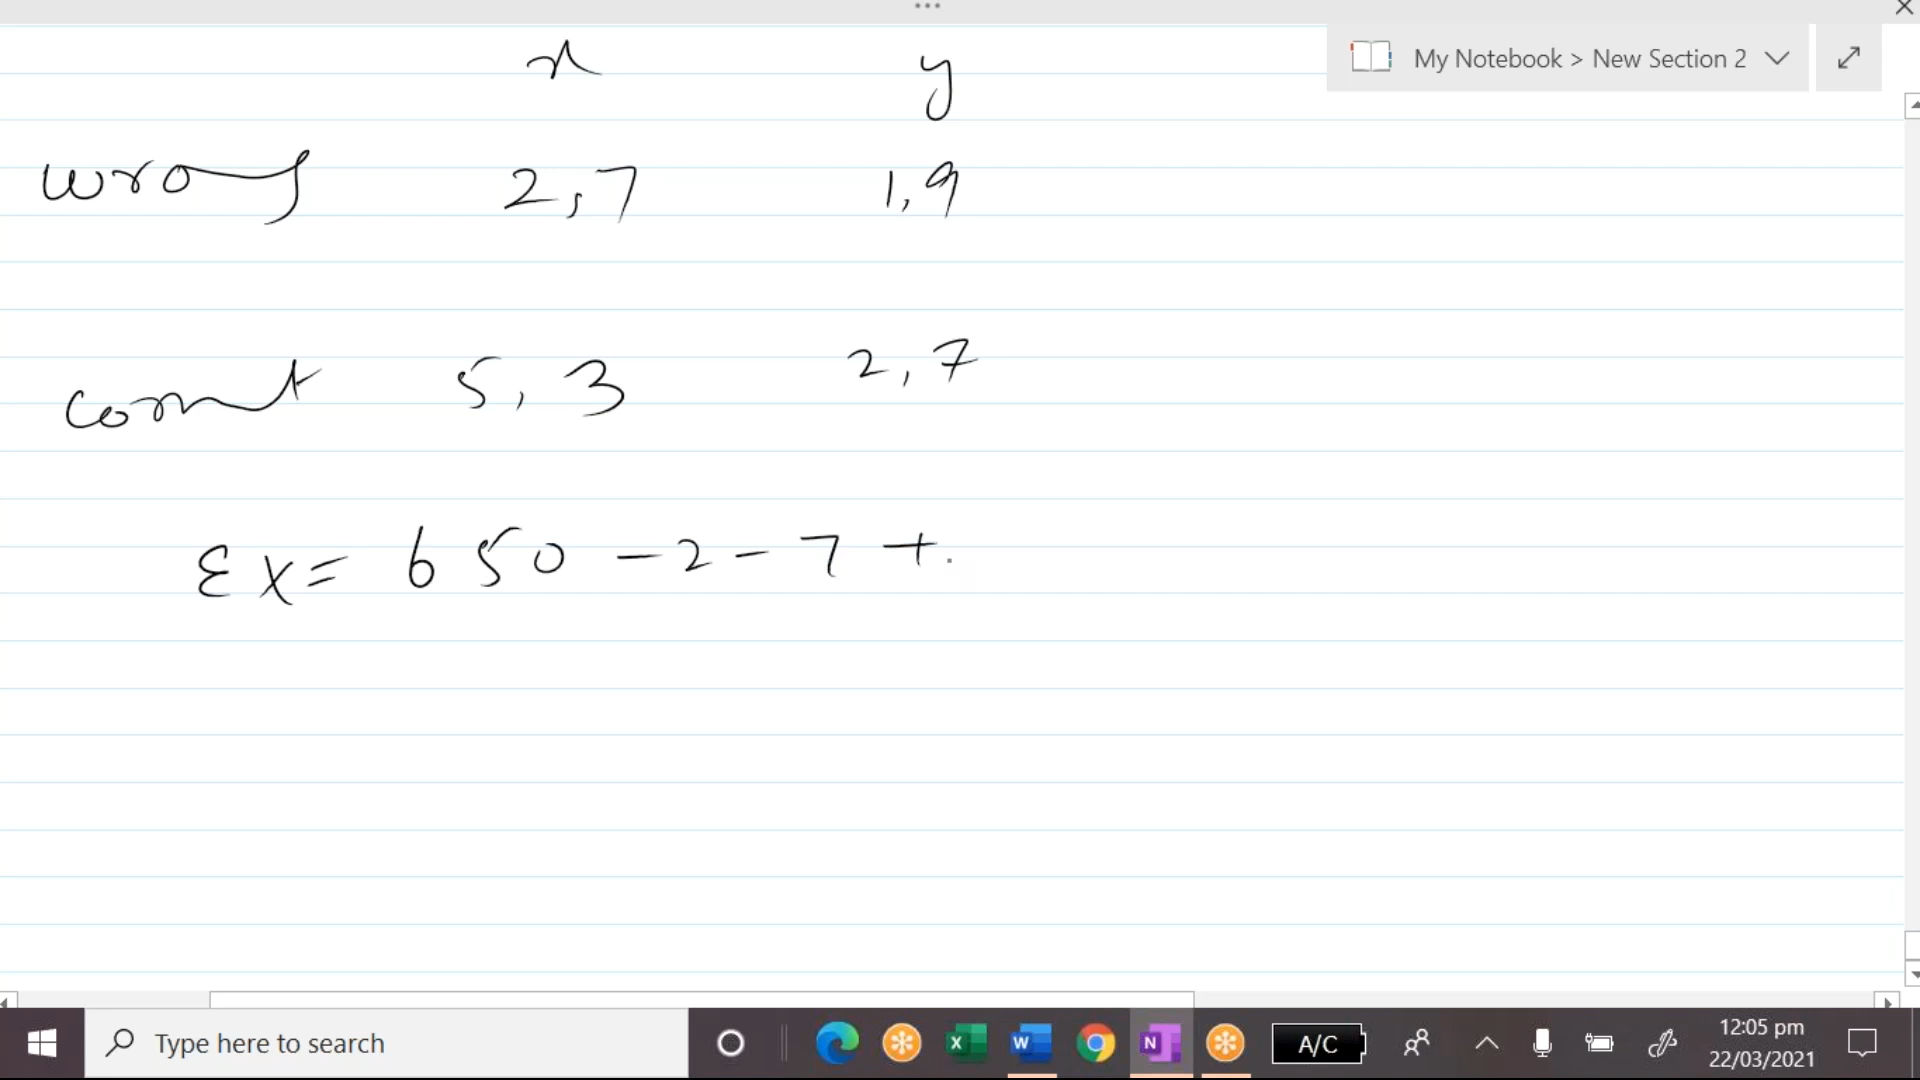 My Notebook > New Section 2
x y
wrong 2,7 1,9
correct 5, 3 2,7
Σx= 650 -2-7+
Type here to search
A/C
12:05 pm
22/03/2021